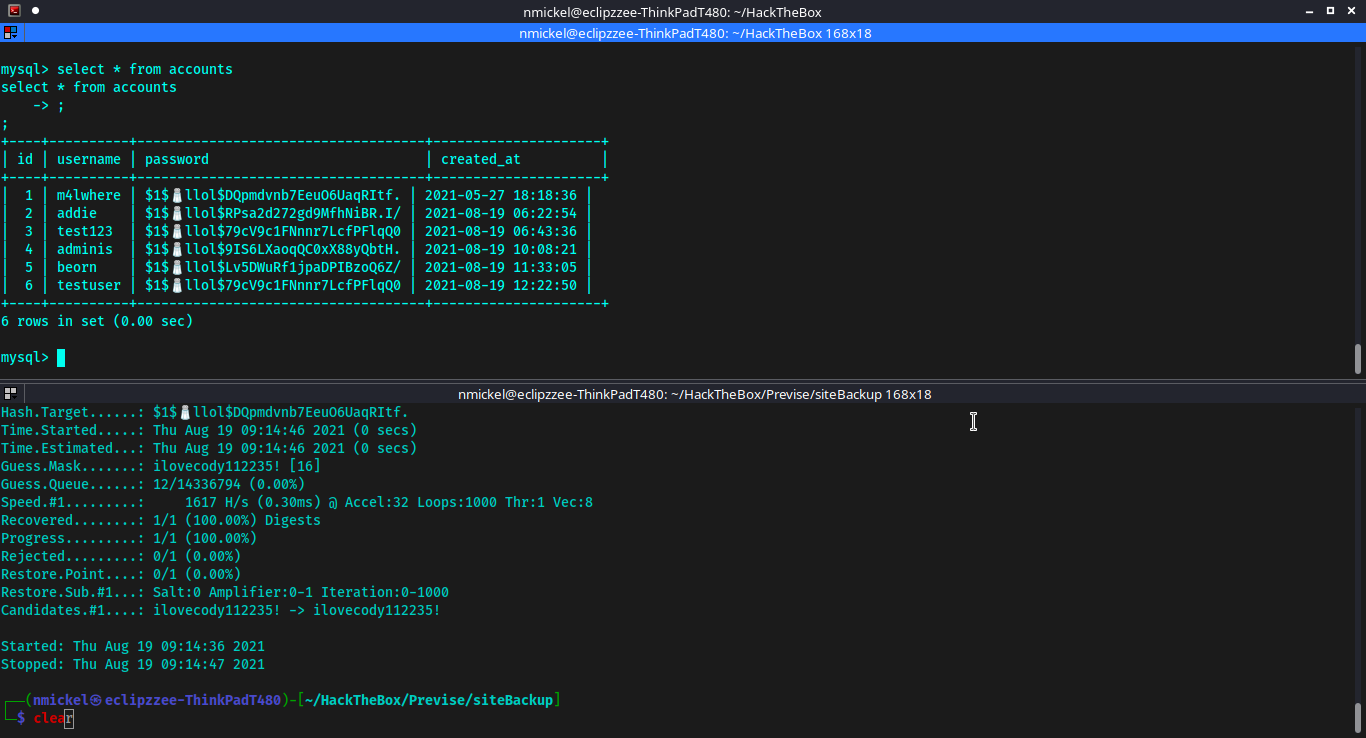 nmickel@eclipzzee-ThinkPadT480: ~/HackTheBox
nmickel@eclipzzee-ThinkPadT480: ~/HackTheBox 168x18
mysql> select * from accounts
select * from accounts
    -> ;
;
+----+----------+------------------------------------+---------------------+
| id | username | password                           | created_at          |
+----+----------+------------------------------------+---------------------+
|  1 | m4lwhere | $1$🧂llol$DQpmdvnb7EeuO6UaqRItf. | 2021-05-27 18:18:36 |
|  2 | addie    | $1$🧂llol$RPsa2d272gd9MfhNiBR.I/ | 2021-08-19 06:22:54 |
|  3 | test123  | $1$🧂llol$79cV9c1FNnnr7LcfPFlqQ0 | 2021-08-19 06:43:36 |
|  4 | adminis  | $1$🧂llol$9IS6LXaoqQC0xX88yQbtH. | 2021-08-19 10:08:21 |
|  5 | beorn    | $1$🧂llol$Lv5DWuRf1jpaDPIBzoQ6Z/ | 2021-08-19 11:33:05 |
|  6 | testuser | $1$🧂llol$79cV9c1FNnnr7LcfPFlqQ0 | 2021-08-19 12:22:50 |
+----+----------+------------------------------------+---------------------+
6 rows in set (0.00 sec)
mysql>
nmickel@eclipzzee-ThinkPadT480: ~/HackTheBox/Previse/siteBackup 168x18
Hash.Target......: $1$🧂llol$DQpmdvnb7EeuO6UaqRItf.
Time.Started.....: Thu Aug 19 09:14:46 2021 (0 secs)
Time.Estimated...: Thu Aug 19 09:14:46 2021 (0 secs)
Guess.Mask.......: ilovecody112235! [16]
Guess.Queue......: 12/14336794 (0.00%)
Speed.#1.........:     1617 H/s (0.30ms) @ Accel:32 Loops:1000 Thr:1 Vec:8
Recovered........: 1/1 (100.00%) Digests
Progress.........: 1/1 (100.00%)
Rejected.........: 0/1 (0.00%)
Restore.Point....: 0/1 (0.00%)
Restore.Sub.#1...: Salt:0 Amplifier:0-1 Iteration:0-1000
Candidates.#1....: ilovecody112235! -> ilovecody112235!
Started: Thu Aug 19 09:14:36 2021
Stopped: Thu Aug 19 09:14:47 2021
┌──(nmickel㉿eclipzzee-ThinkPadT480)-[~/HackTheBox/Previse/siteBackup]
└─$ clear